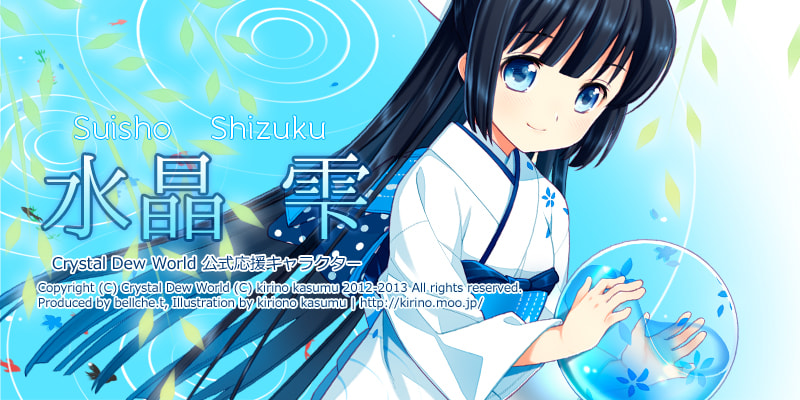 Suisho Shizuku
水晶 雫
Crystal Dew World 公式応援キャラクター
Copyright (C) Crystal Dew World (C) kirino kasumu 2012-2013 All rights reserved.
Produced by bellche.t, Illustration by kiriono kasumu | http://kirino.moo.jp/